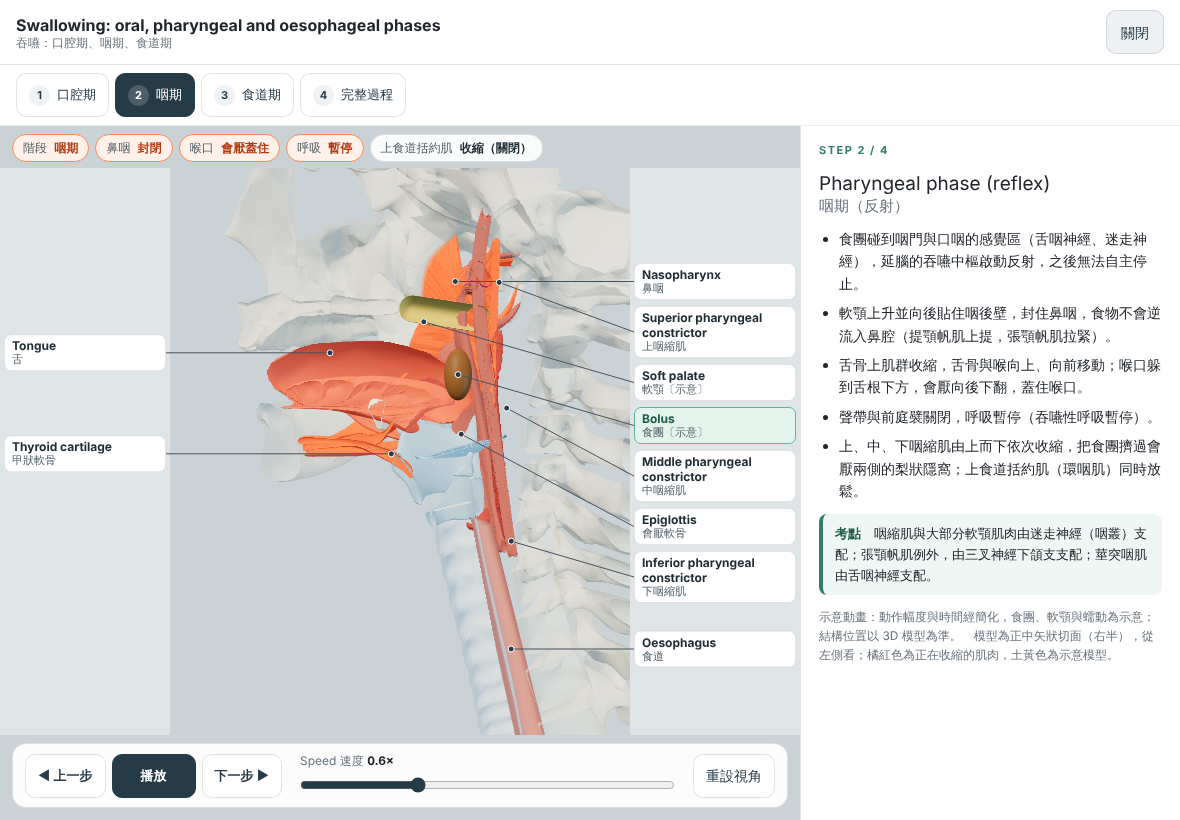 Swallowing: oral, pharyngeal and oesophageal phases
吞嚥：口腔期、咽期、食道期
關閉
1 口腔期
2 咽期
3 食道期
4 完整過程
階段 咽期
鼻咽 封閉
喉口 會厭蓋住
呼吸 暫停
上食道括約肌 收縮（關閉）
Tongue
舌
Thyroid cartilage
甲狀軟骨
Nasopharynx
鼻咽
Superior pharyngeal
constrictor
上咽縮肌
Soft palate
軟顎〔示意〕
Bolus
食團〔示意〕
Middle pharyngeal
constrictor
中咽縮肌
Epiglottis
會厭軟骨
Inferior pharyngeal
constrictor
下咽縮肌
Oesophagus
食道
◀ 上一步
播放
下一步 ▶
Speed 速度 0.6×
重設視角
STEP 2 / 4
Pharyngeal phase (reflex)
咽期（反射）
• 食團碰到咽門與口咽的感覺區（舌咽神經、迷走神
經），延腦的吞嚥中樞啟動反射，之後無法自主停
止。
• 軟顎上升並向後貼住咽後壁，封住鼻咽，食物不會逆
流入鼻腔（提顎帆肌上提，張顎帆肌拉緊）。
• 舌骨上肌群收縮，舌骨與喉向上、向前移動；喉口躲
到舌根下方，會厭向後下翻，蓋住喉口。
• 聲帶與前庭襞關閉，呼吸暫停（吞嚥性呼吸暫停）。
• 上、中、下咽縮肌由上而下依次收縮，把食團擠過會
厭兩側的梨狀隱窩；上食道括約肌（環咽肌）同時放
鬆。
考點 咽縮肌與大部分軟顎肌肉由迷走神經（咽叢）支
配；張顎帆肌例外，由三叉神經下頜支支配；莖突咽肌
由舌咽神經支配。
示意動畫：動作幅度與時間經簡化，食團、軟顎與蠕動為示意；
結構位置以 3D 模型為準。 模型為正中矢狀切面（右半），從
左側看；橘紅色為正在收縮的肌肉，土黃色為示意模型。